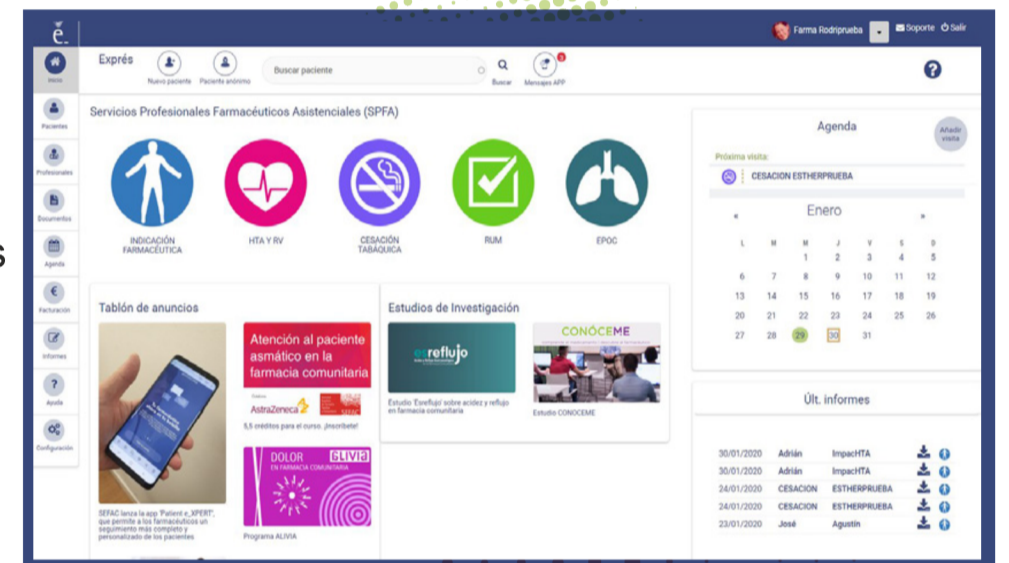 ë
Farma Rodriprueba
Soporte
Salir
Inicio
Pacientes
Profesionales
Documentos
Agenda
€
Facturación
Informes
?
Ayuda
Configuración
s
Exprés
Nuevo paciente
Paciente anónimo
Buscar paciente
Buscar
3
Mensajes APP
?
Servicios Profesionales Farmacéuticos Asistenciales (SPFA)
INDICACIÓN
FARMACÉUTICA
HTA Y RV
CESACIÓN
TABÁQUICA
RUM
EPOC
Tablón de anuncios
SEFAC lanza la app 'Patient e_XPERT',
que permite a los farmacéuticos un
seguimiento más completo y
personalizado de los pacientes
Atención al paciente
asmático en la
farmacia comunitaria
AstraZeneca
SEFAC
5,5 créditos para el curso. ¡Inscríbete!
DOLOR
EN FARMACIA COMUNITARIA
ALIVIA
Programa ALIVIA
Estudios de Investigación
esreflujo
Estudio 'Esreflujo' sobre acidez y reflujo
en farmacia comunitaria
CONÓCEME
Estudio CONOCEME
Agenda
Añadir
visita
Próxima visita:
CESACION ESTHERPRUEBA
« Enero »
L M M J V S D
1 2 3 4 5
6 7 8 9 10 11 12
13 14 15 16 17 18 19
20 21 22 23 24 25 26
27 28 29 30 31
Últ. informes
30/01/2020 Adrián ImpacHTA
30/01/2020 Adrián ImpacHTA
24/01/2020 CESACION ESTHERPRUEBA
24/01/2020 CESACION ESTHERPRUEBA
23/01/2020 José Agustín